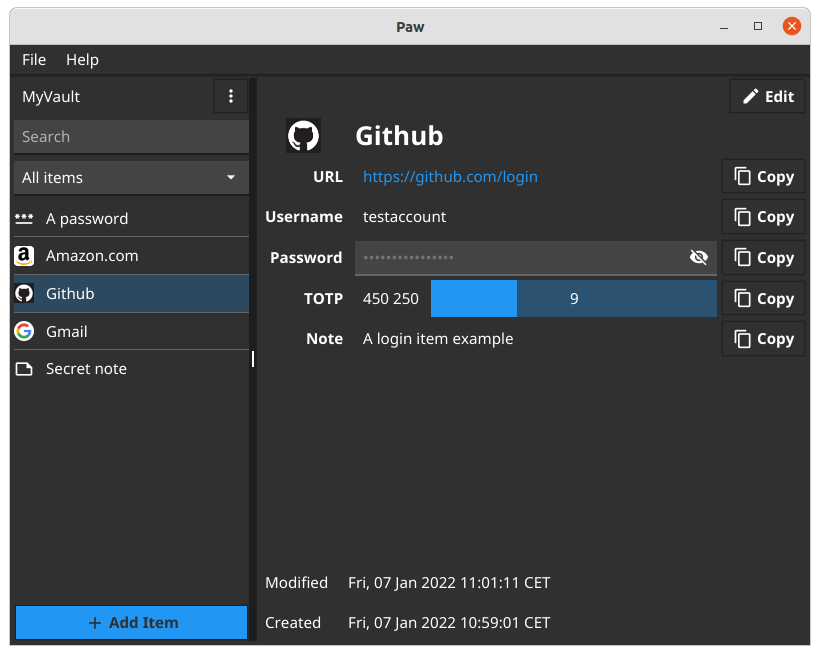 Paw
File Help
MyVault
Search
All items
A password
Amazon.com
Github
Gmail
Secret note
+ Add Item
Edit
Github
URL https://github.com/login Copy
Username testaccount Copy
Password •••••••••••••••• Copy
TOTP 450 250 9 Copy
Note A login item example Copy
Modified Fri, 07 Jan 2022 11:01:11 CET
Created Fri, 07 Jan 2022 10:59:01 CET